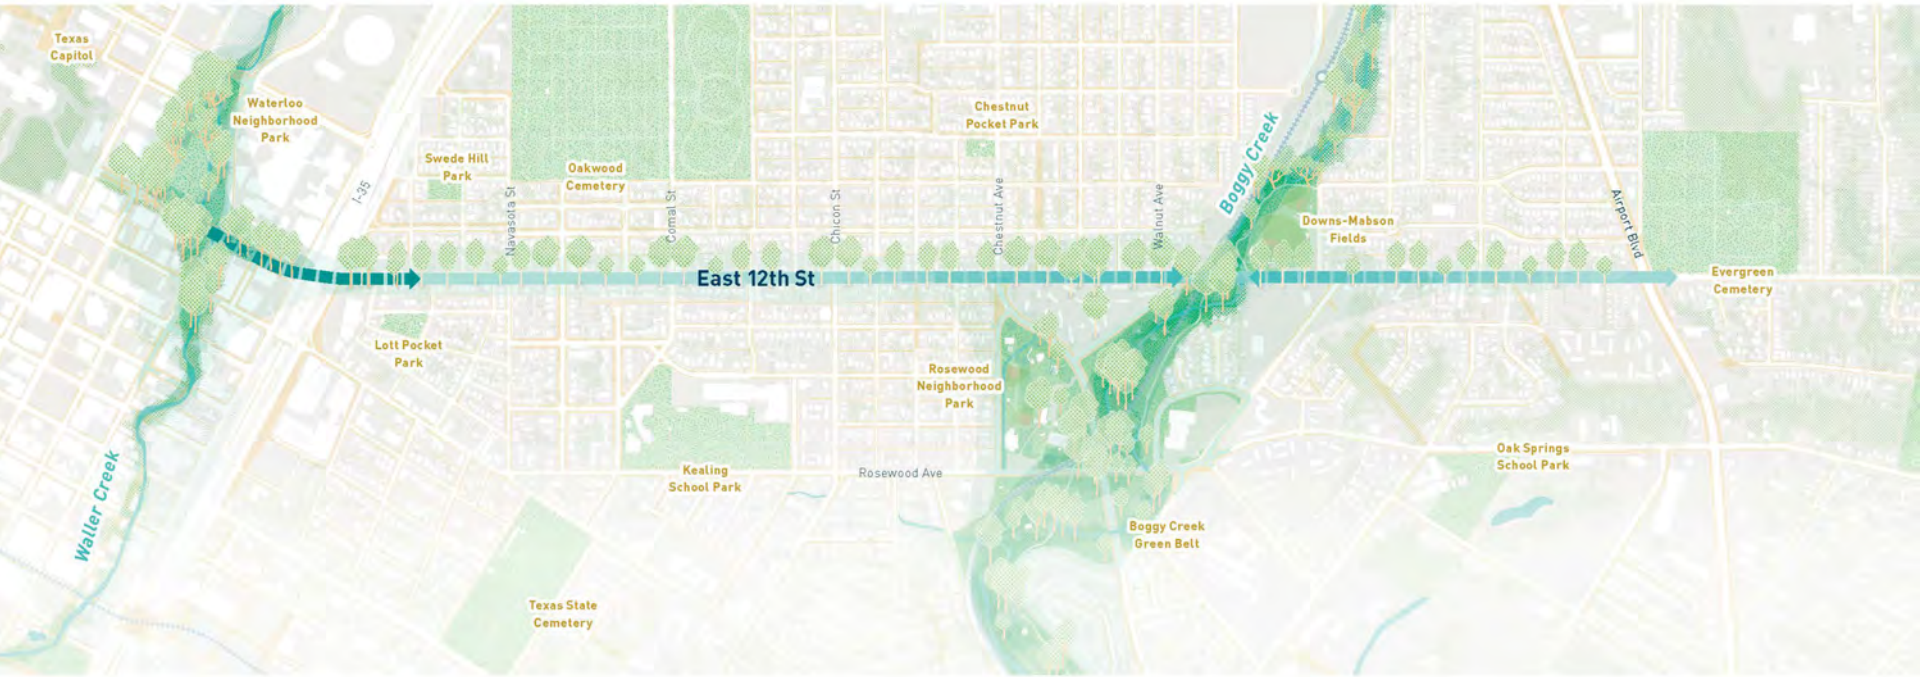 Texas
Capitol
Waterloo
Neighborhood
Park
Swede Hill
Park
Oakwood
Cemetery
Chestnut
Pocket Park
Boggy Creek
I-35
Navasota St
Comal St
Chicon St
Chestnut Ave
Walnut Ave
Downs-Mabson
Fields
Airport Blvd
East 12th St
Evergreen
Cemetery
Lott Pocket
Park
Rosewood
Neighborhood
Park
Kealing
School Park
Rosewood Ave
Oak Springs
School Park
Waller Creek
Boggy Creek
Green Belt
Texas State
Cemetery